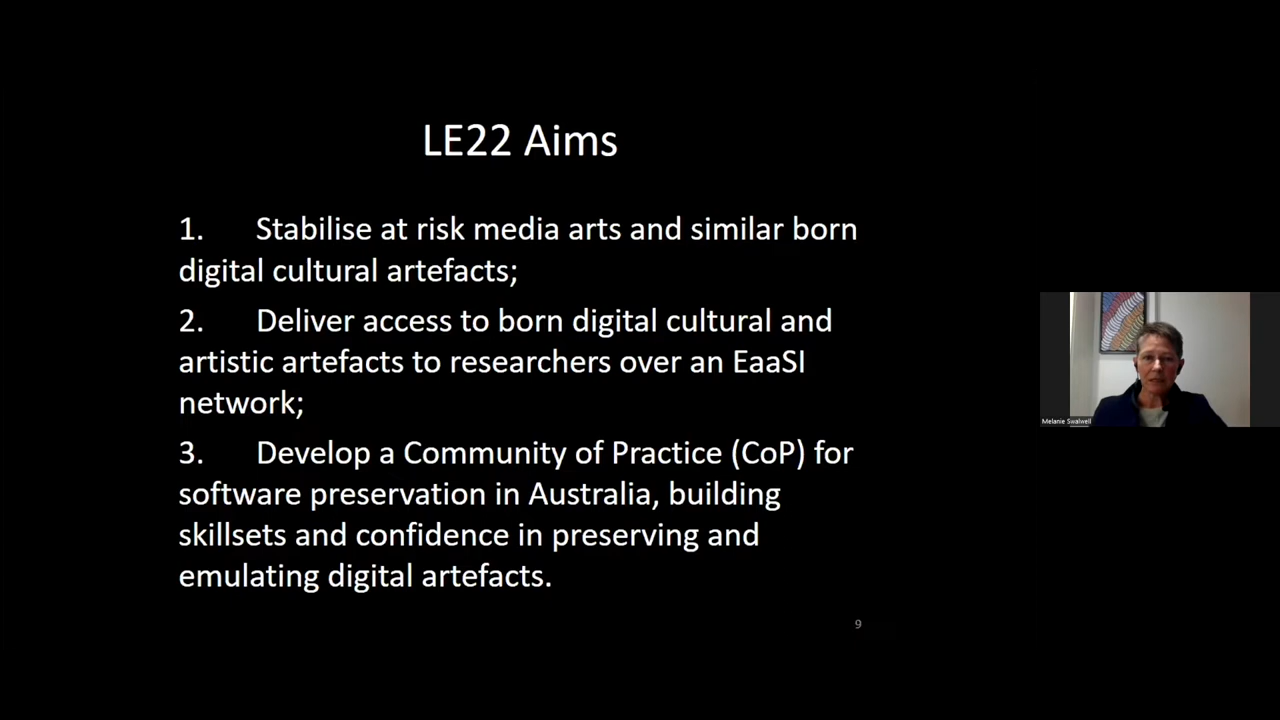 LE22 Aims
1. Stabilise at risk media arts and similar born
digital cultural artefacts;
2. Deliver access to born digital cultural and
artistic artefacts to researchers over an EaaSI
network;
3. Develop a Community of Practice (CoP) for
software preservation in Australia, building
skillsets and confidence in preserving and
emulating digital artefacts.
9
Melanie Swalwell